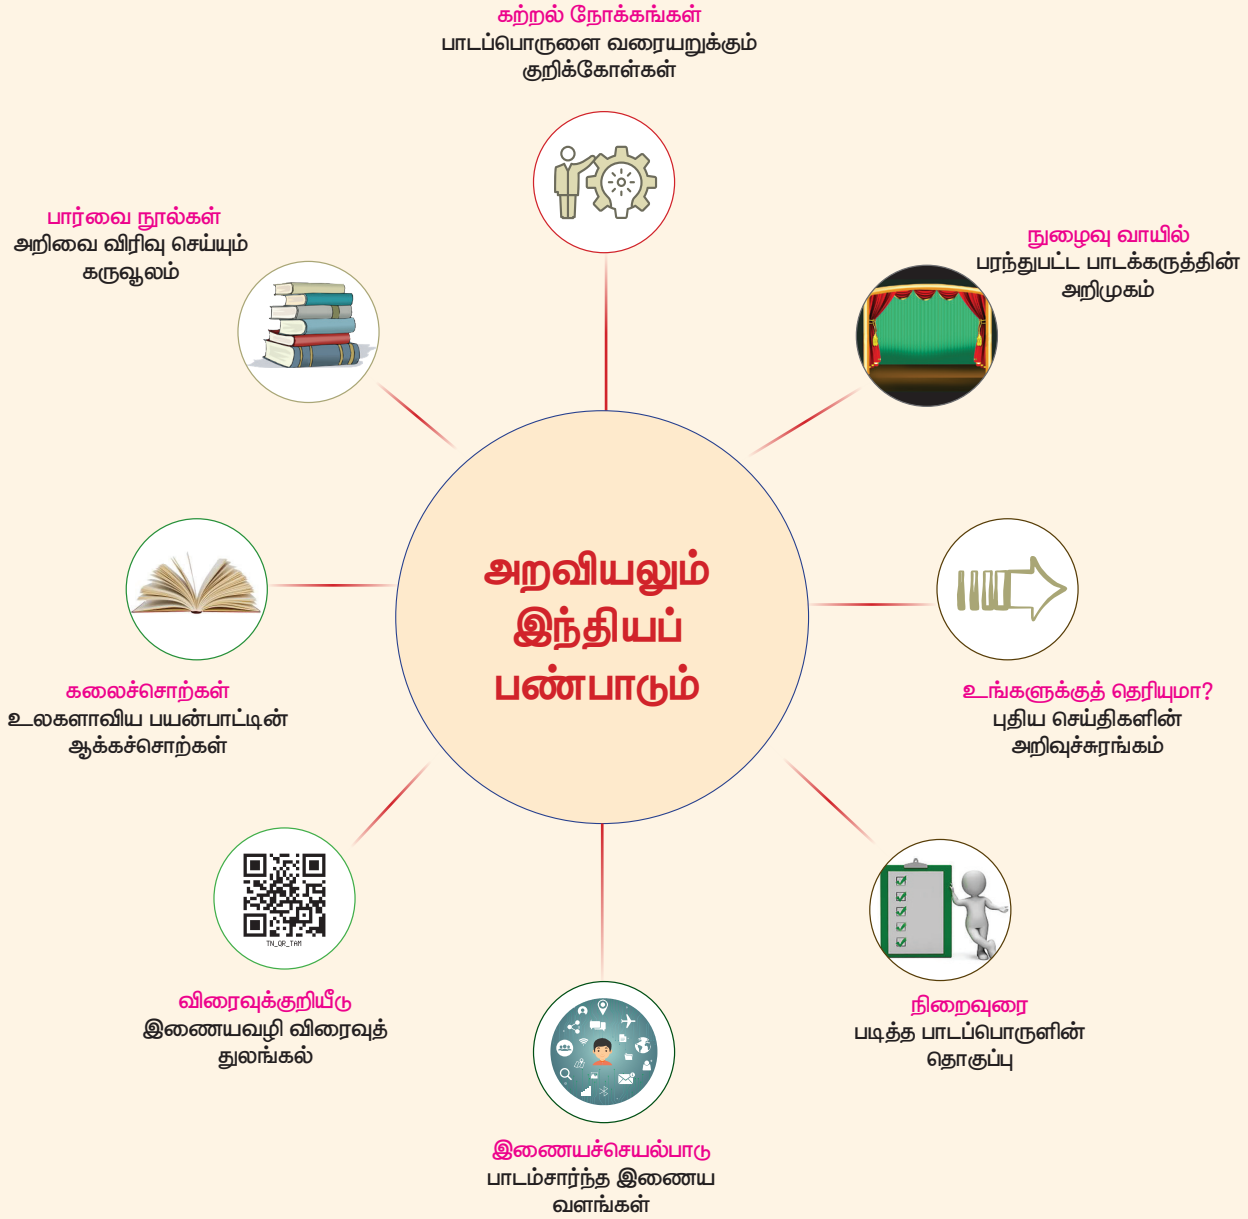 கற்றல் நோக்கங்கள்
பாடப்பொருளை வரையறுக்கும்
குறிக்கோள்கள்
நுழைவு வாயில்
பரந்துபட்ட பாடக்கருத்தின்
அறிமுகம்
உங்களுக்குத் தெரியுமா?
புதிய செய்திகளின்
அறிவுச்சுரங்கம்
நிறைவுரை
படித்த பாடப்பொருளின்
தொகுப்பு
இணையச்செயல்பாடு
பாடம்சார்ந்த இணைய
வளங்கள்
விரைவுக்குறியீடு
இணையவழி விரைவுத்
துலங்கல்
TN_QR_TAM
கலைச்சொற்கள்
உலகளாவிய பயன்பாட்டின்
ஆக்கச்சொற்கள்
பார்வை நூல்கள்
அறிவை விரிவு செய்யும்
கருவூலம்
அறவியலும்
இந்தியப்
பண்பாடும்